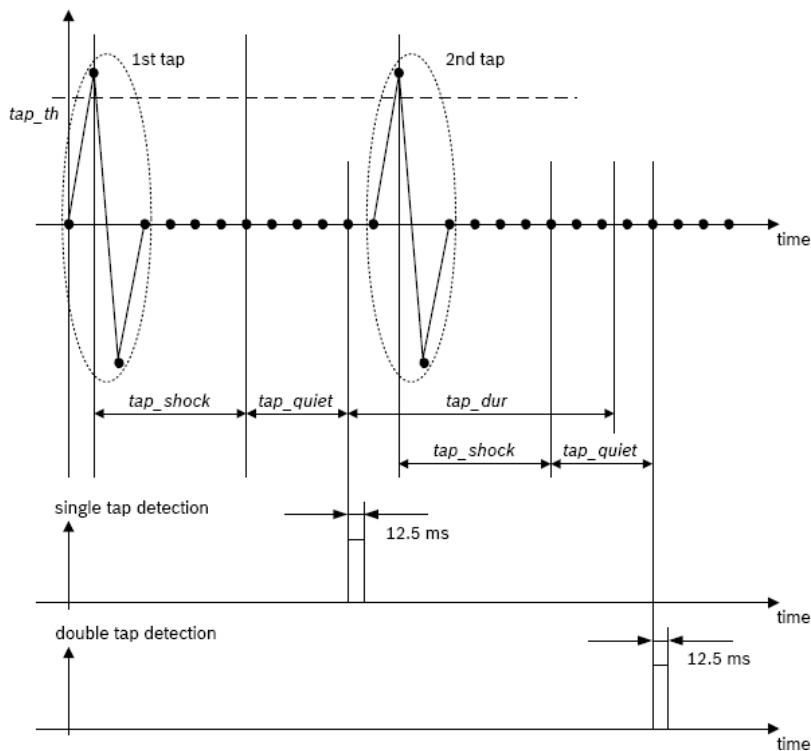 1st tap
2nd tap
tap_th
time
tap_shock
tap_quiet
tap_dur
tap_shock
tap_quiet
single tap detection
12.5 ms
time
double tap detection
12.5 ms
time